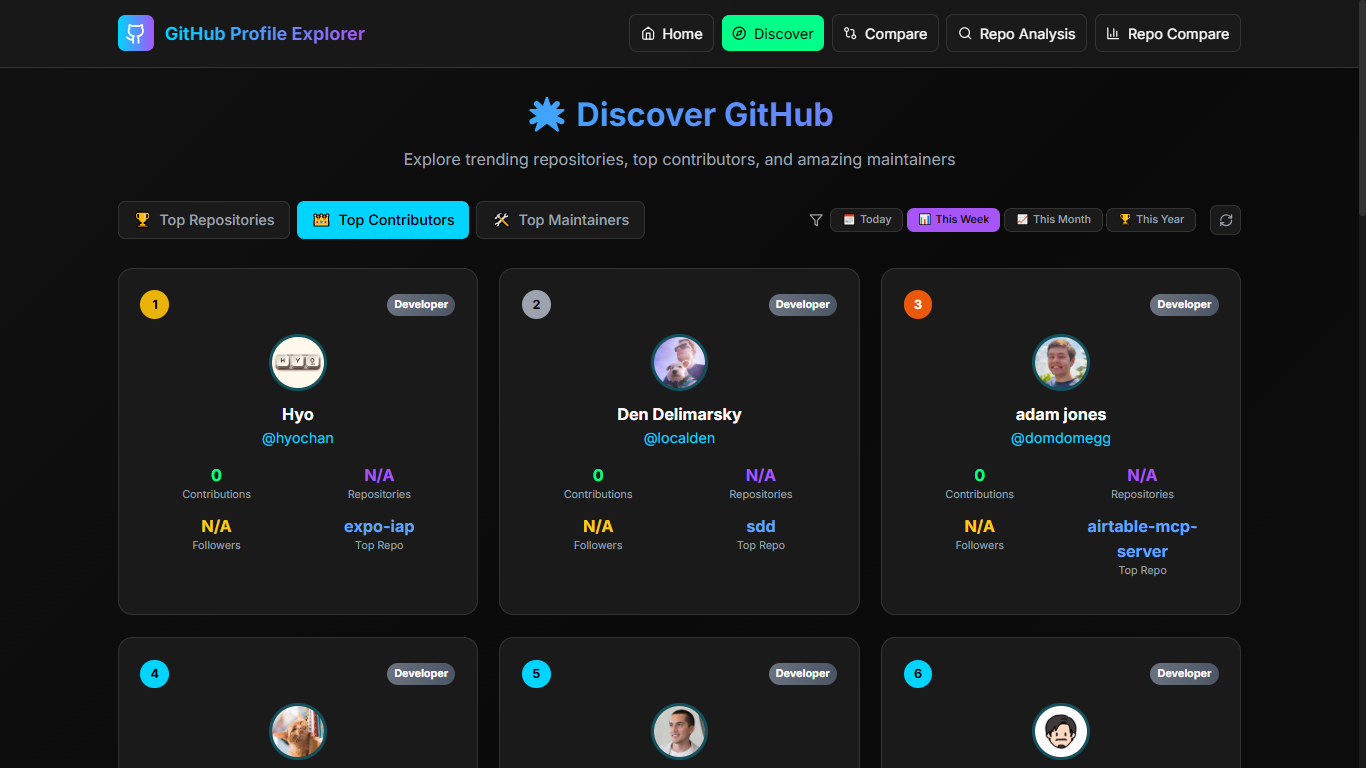 GitHub Profile Explorer
Home
Discover
Compare
Repo Analysis
Repo Compare
Discover GitHub
Explore trending repositories, top contributors, and amazing maintainers
Top Repositories
Top Contributors
Top Maintainers
Today
This Week
This Month
This Year
1
Developer
H Y O
Hyo
@hyochan
0
Contributions
N/A
Repositories
N/A
Followers
expo-iap
Top Repo
2
Developer
Den Delimarsky
@localden
0
Contributions
N/A
Repositories
N/A
Followers
sdd
Top Repo
3
Developer
adam jones
@domdomegg
0
Contributions
N/A
Repositories
N/A
Followers
airtable-mcp-
server
Top Repo
4
Developer
5
Developer
6
Developer